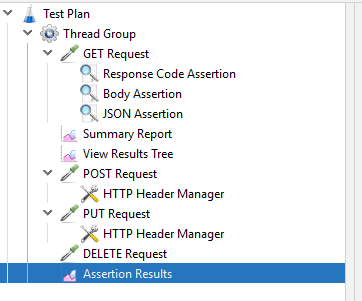 Test Plan
Thread Group
GET Request
Response Code Assertion
Body Assertion
JSON Assertion
Summary Report
View Results Tree
POST Request
HTTP Header Manager
PUT Request
HTTP Header Manager
DELETE Request
Assertion Results